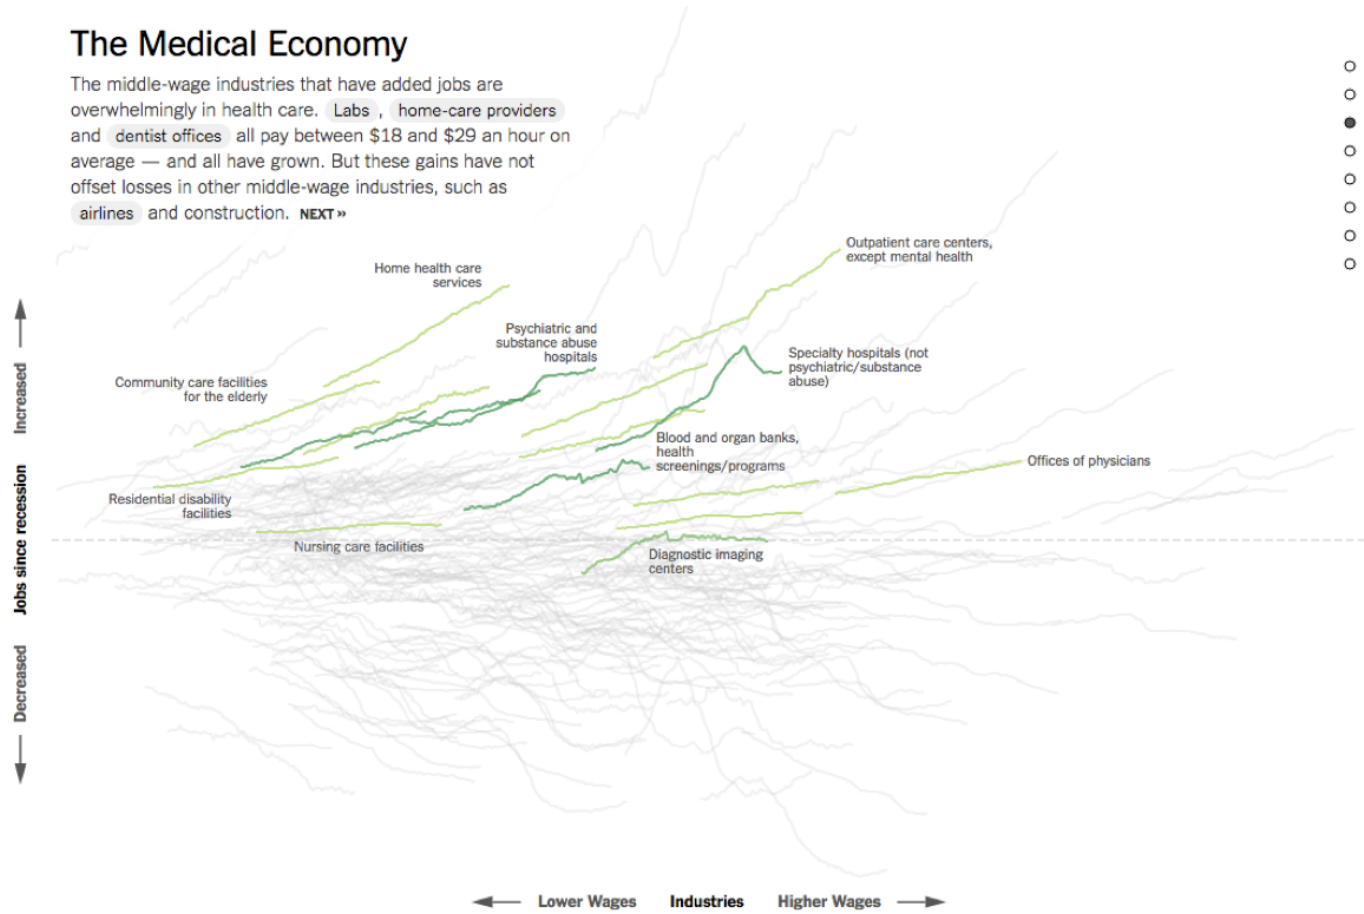 The Medical Economy
The middle-wage industries that have added jobs are
overwhelmingly in health care. Labs , home-care providers
and dentist offices all pay between $18 and $29 an hour on
average — and all have grown. But these gains have not
offset losses in other middle-wage industries, such as
airlines and construction. NEXT »
Outpatient care centers,
except mental health
Home health care
services
Psychiatric and
substance abuse
hospitals
Specialty hospitals (not
psychiatric/substance
abuse)
Community care facilities
for the elderly
Blood and organ banks,
health
screenings/programs
Offices of physicians
Residential disability
facilities
Nursing care facilities
Diagnostic imaging
centers
Increased
Jobs since recession
Decreased
Lower Wages Industries Higher Wages